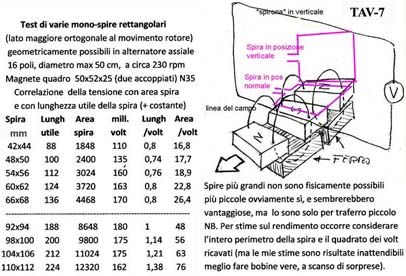 Test di varie mono-spire rettangolari
(lato maggiore ortogonale al movimento rotore)
geometricamente possibili in alternatore assiale
16 poli, diametro max 50 cm, a circa 230 rpm
Magnete quadro 50x52x25 (due accoppiati) N35
Correlazione della tensione con area spira
e con lunghezza utile della spira (+ costante)
Spira Lungh Area mill. Lungh Area
mm utile spira volt /volt /volt
42x44 88 1848 110 0,8 16,8
48x50 100 2400 135 0,74 17,7
54x56 112 3024 160 0,76 18,9
60x62 124 3720 163 0,8 22,8
66x68 136 4468 170 0,8 26,4
92x94 188 8648 180 1 48
98x100 200 9800 175 1,14 56
104x106 212 11024 175 1,21 63
110x112 224 12320 162 1,38 76
"spirona" in verticale
TAV-7
Spira in posizione
verticale
Spira in pos
normale
linea del campo
V
N
S
FERRO
Spire più grandi non sono fisicamente possibili
più piccole ovviamente sì, e sembrerebbero
vantaggiose, ma lo sono solo per traferro piccolo
NB. Per stime sul rendimento occorre considerare
l'intero perimetro della spira e il quadrato dei volt
ricavati (ma le mie stime sono risultate inattendibili
meglio fare bobine vere, a scanso di sorprese).